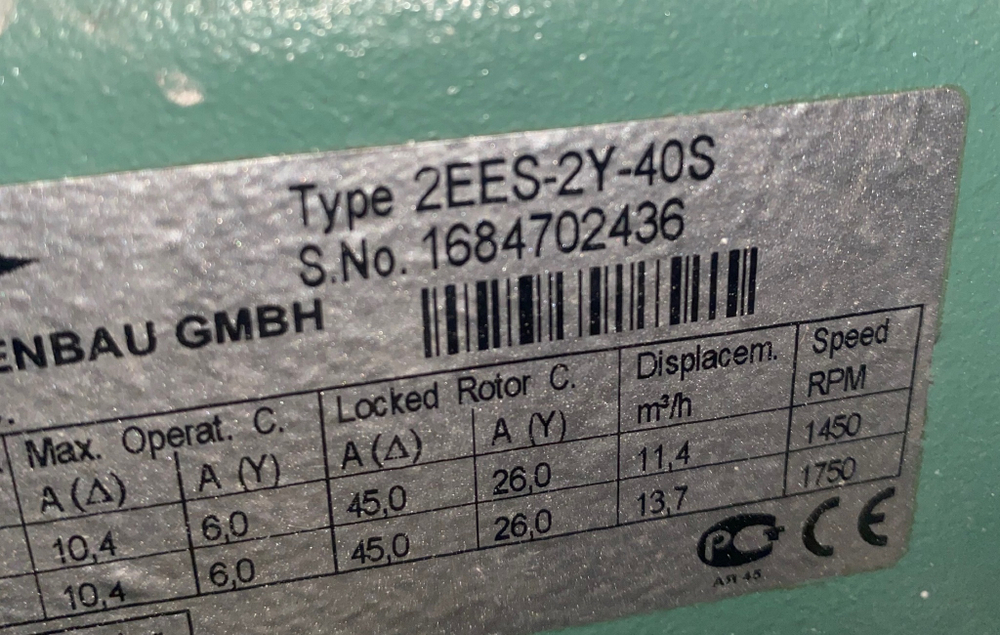 Type 2EES-2Y-40S
S.No. 1684702436
ENBAU GMBH
Max. Operat. C. Locked Rotor C. Displacem. Speed
A (Δ) A (Y) A (Δ) A (Y) m³/h RPM
10,4 6,0 45,0 26,0 11,4 1450
10,4 6,0 45,0 26,0 13,7 1750
РС CE
АЯ 45